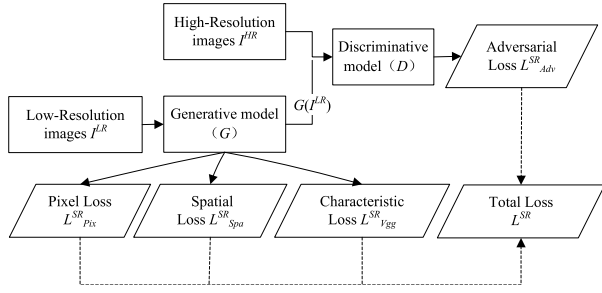 High-Resolution
images I^HR
Discriminative
model（D）
Adversarial
Loss L^SR_Adv
G(I^LR)
Low-Resolution
images I^LR
Generative model
（G）
Pixel Loss
L^SR_Pix
Spatial
Loss L^SR_Spa
Characteristic
Loss L^SR_Vgg
Total Loss
L^SR